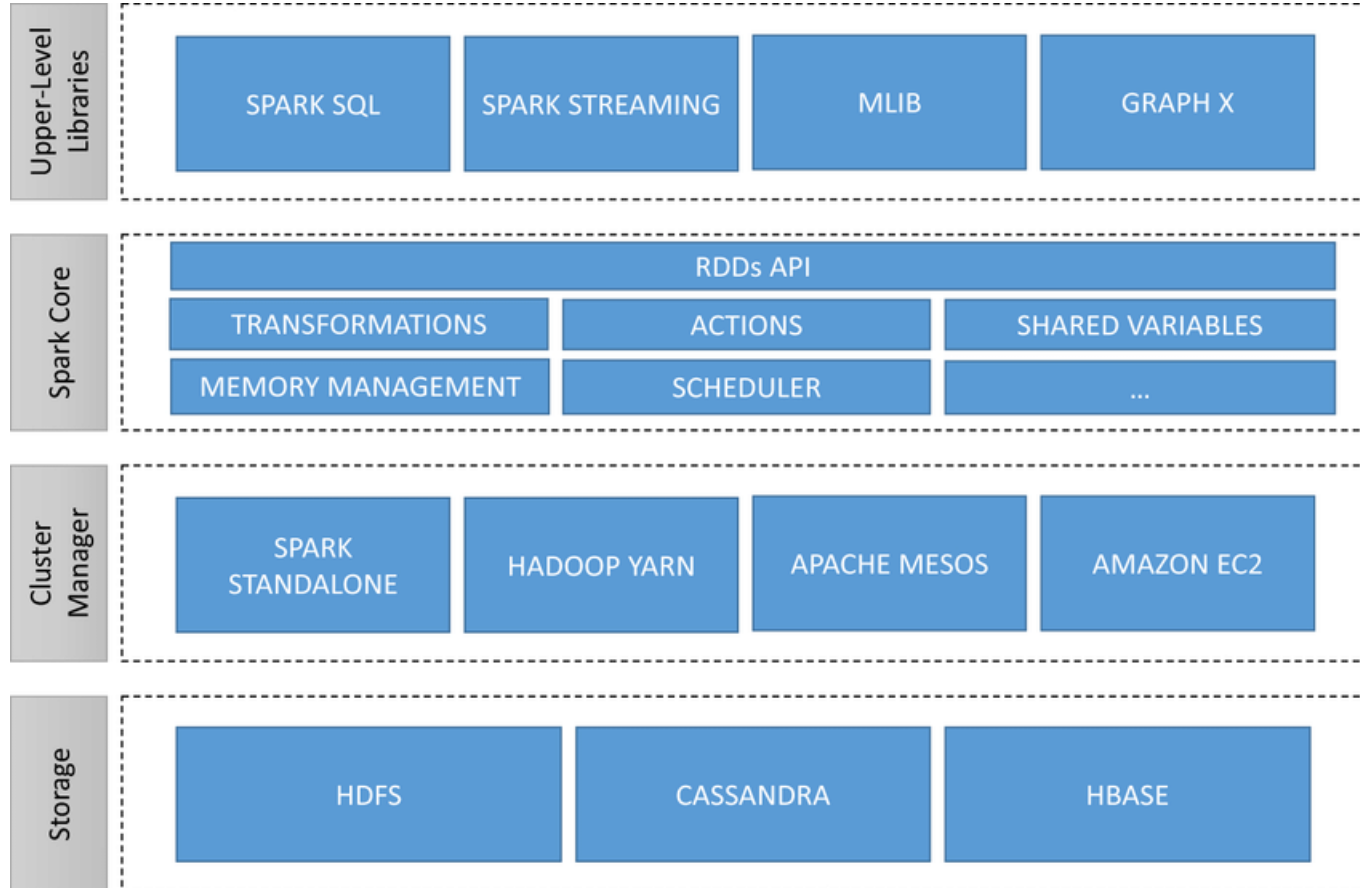 Upper-Level
Libraries
SPARK SQL
SPARK STREAMING
MLIB
GRAPH X
Spark Core
RDDs API
TRANSFORMATIONS
ACTIONS
SHARED VARIABLES
MEMORY MANAGEMENT
SCHEDULER
...
Cluster
Manager
SPARK
STANDALONE
HADOOP YARN
APACHE MESOS
AMAZON EC2
Storage
HDFS
CASSANDRA
HBASE